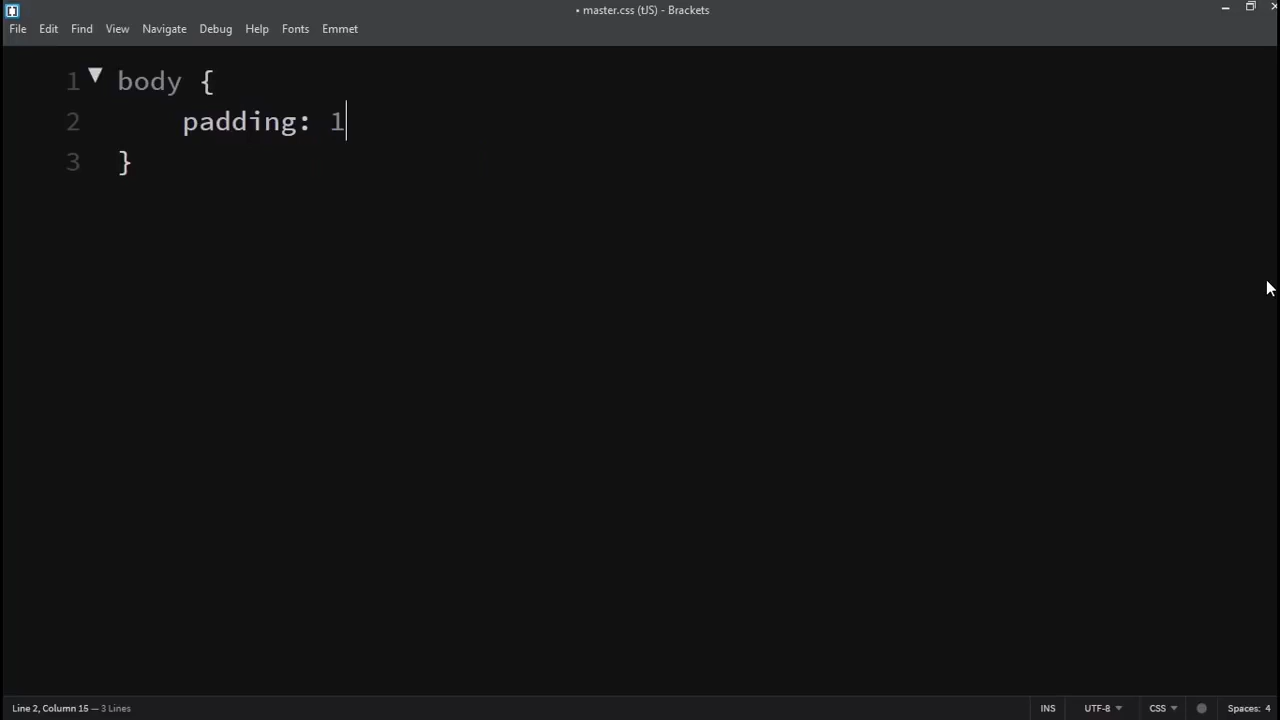 • master.css (tJS) - Brackets
File Edit Find View Navigate Debug Help Fonts Emmet
1 body {
2 padding: 1
3 }
Line 2, Column 15 — 3 Lines INS UTF-8 CSS Spaces: 4